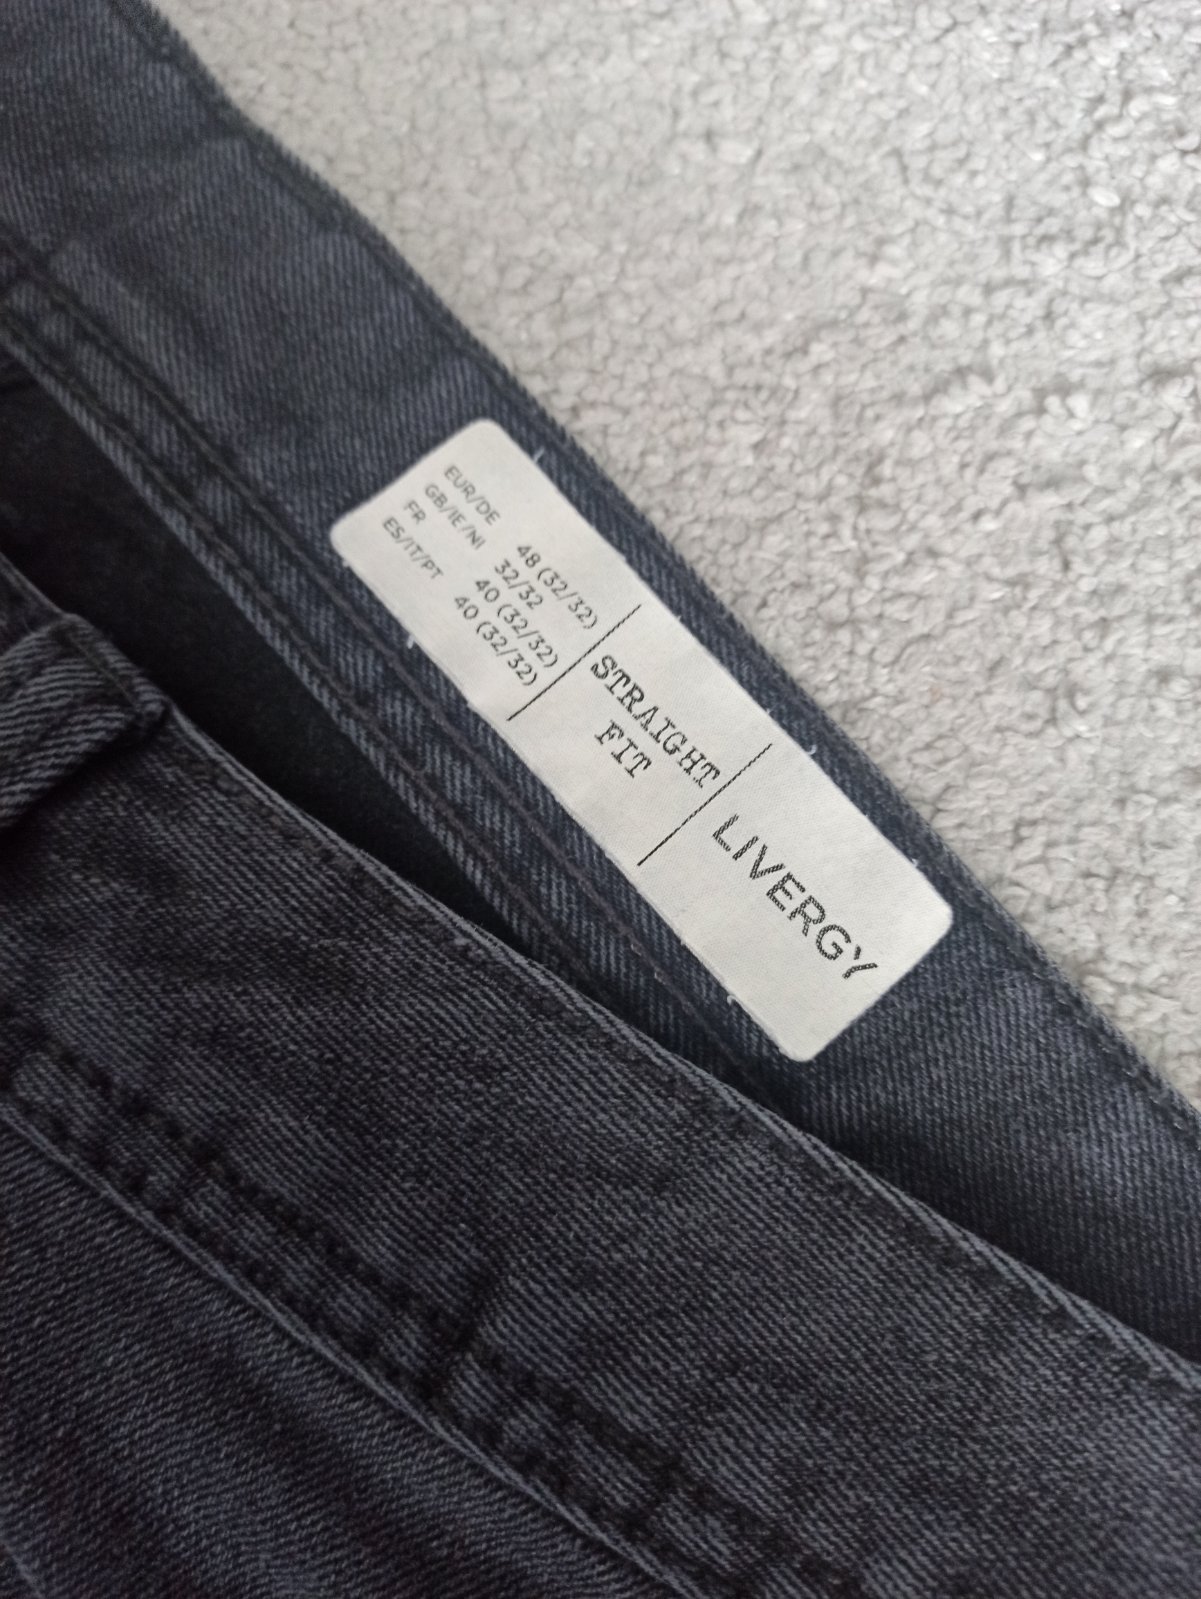 EUR/DE 48 (32/32)
GB/IE/NI 32/32
FR 40 (32/32)
ES/IT/PT 40 (32/32)
STRAIGHT
FIT
LIVERGY